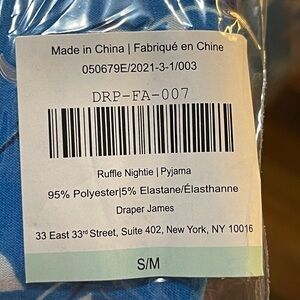 Made in China | Fabriqué en Chine
050679E/2021-3-1/003
DRP-FA-007
Ruffle Nightie | Pyjama
95% Polyester|5% Elastane/Élasthanne
Draper James
33 East 33rd Street, Suite 402, New York, NY 10016
S/M